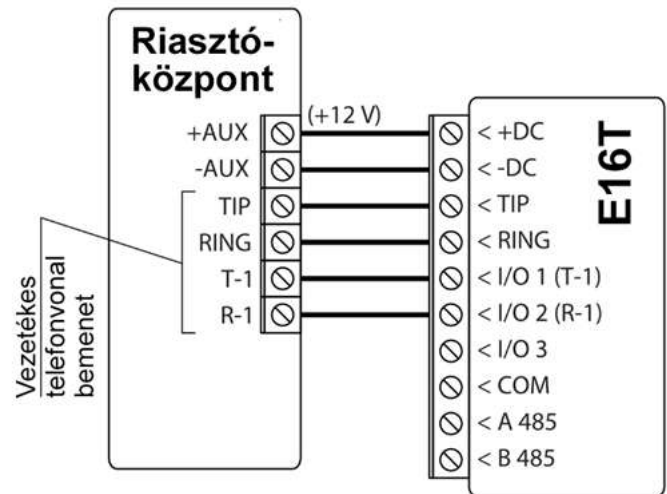 Riasztó-
központ
(+12 V)
+AUX
-AUX
TIP
RING
T-1
R-1
Vezetékes
telefonvonal
bemenet
E16T
< +DC
< -DC
< TIP
< RING
< I/O 1 (T-1)
< I/O 2 (R-1)
< I/O 3
< COM
< A 485
< B 485